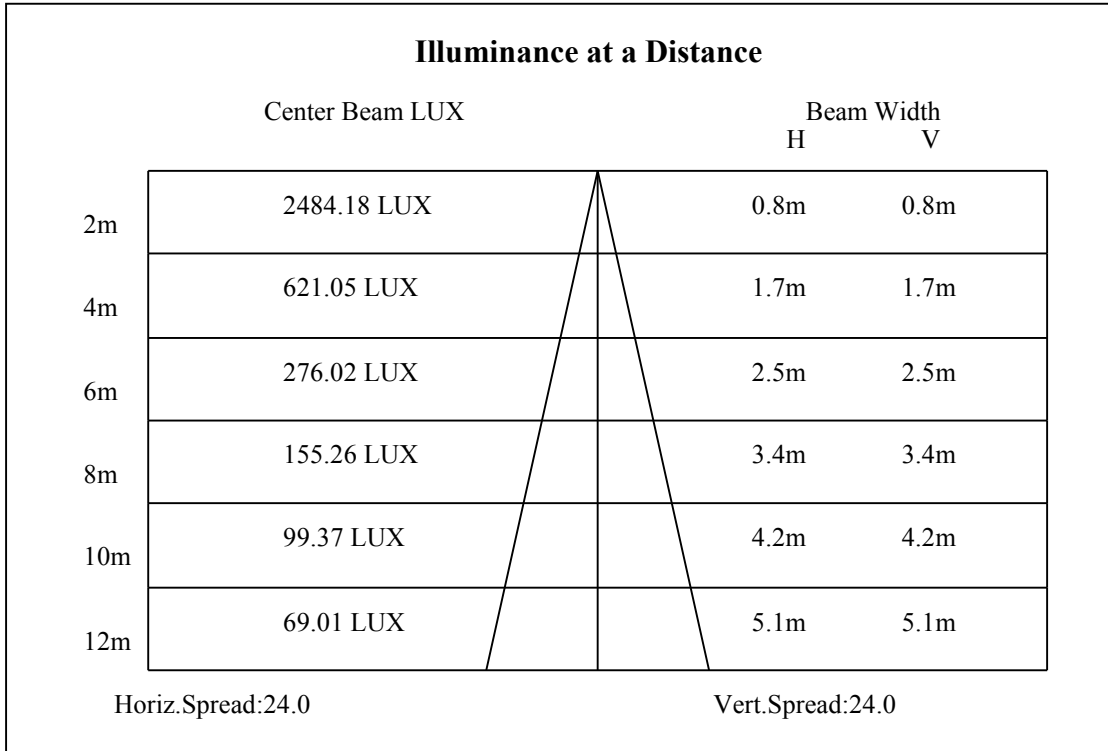 Illuminance at a Distance
Center Beam LUX Beam Width
H V
2m 2484.18 LUX 0.8m 0.8m
4m 621.05 LUX 1.7m 1.7m
6m 276.02 LUX 2.5m 2.5m
8m 155.26 LUX 3.4m 3.4m
10m 99.37 LUX 4.2m 4.2m
12m 69.01 LUX 5.1m 5.1m
Horiz.Spread:24.0 Vert.Spread:24.0